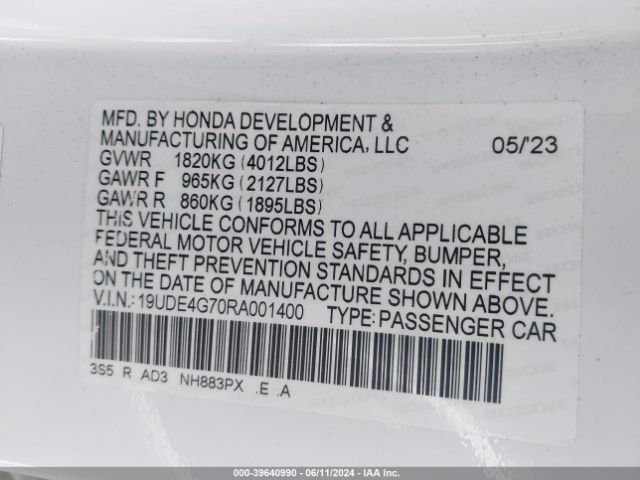 MFD. BY HONDA DEVELOPMENT &
MANUFACTURING OF AMERICA, LLC 05/'23
GVWR 1820KG (4012LBS)
GAWR F 965KG (2127LBS)
GAWR R 860KG (1895LBS)
THIS VEHICLE CONFORMS TO ALL APPLICABLE
FEDERAL MOTOR VEHICLE SAFETY, BUMPER,
AND THEFT PREVENTION STANDARDS IN EFFECT
ON THE DATE OF MANUFACTURE SHOWN ABOVE.
V.I.N.:19UDE4G70RA001400 TYPE:PASSENGER CAR
3S5 R AD3 NH883PX .E .A
000-39640990 - 06/11/2024 - IAA Inc.